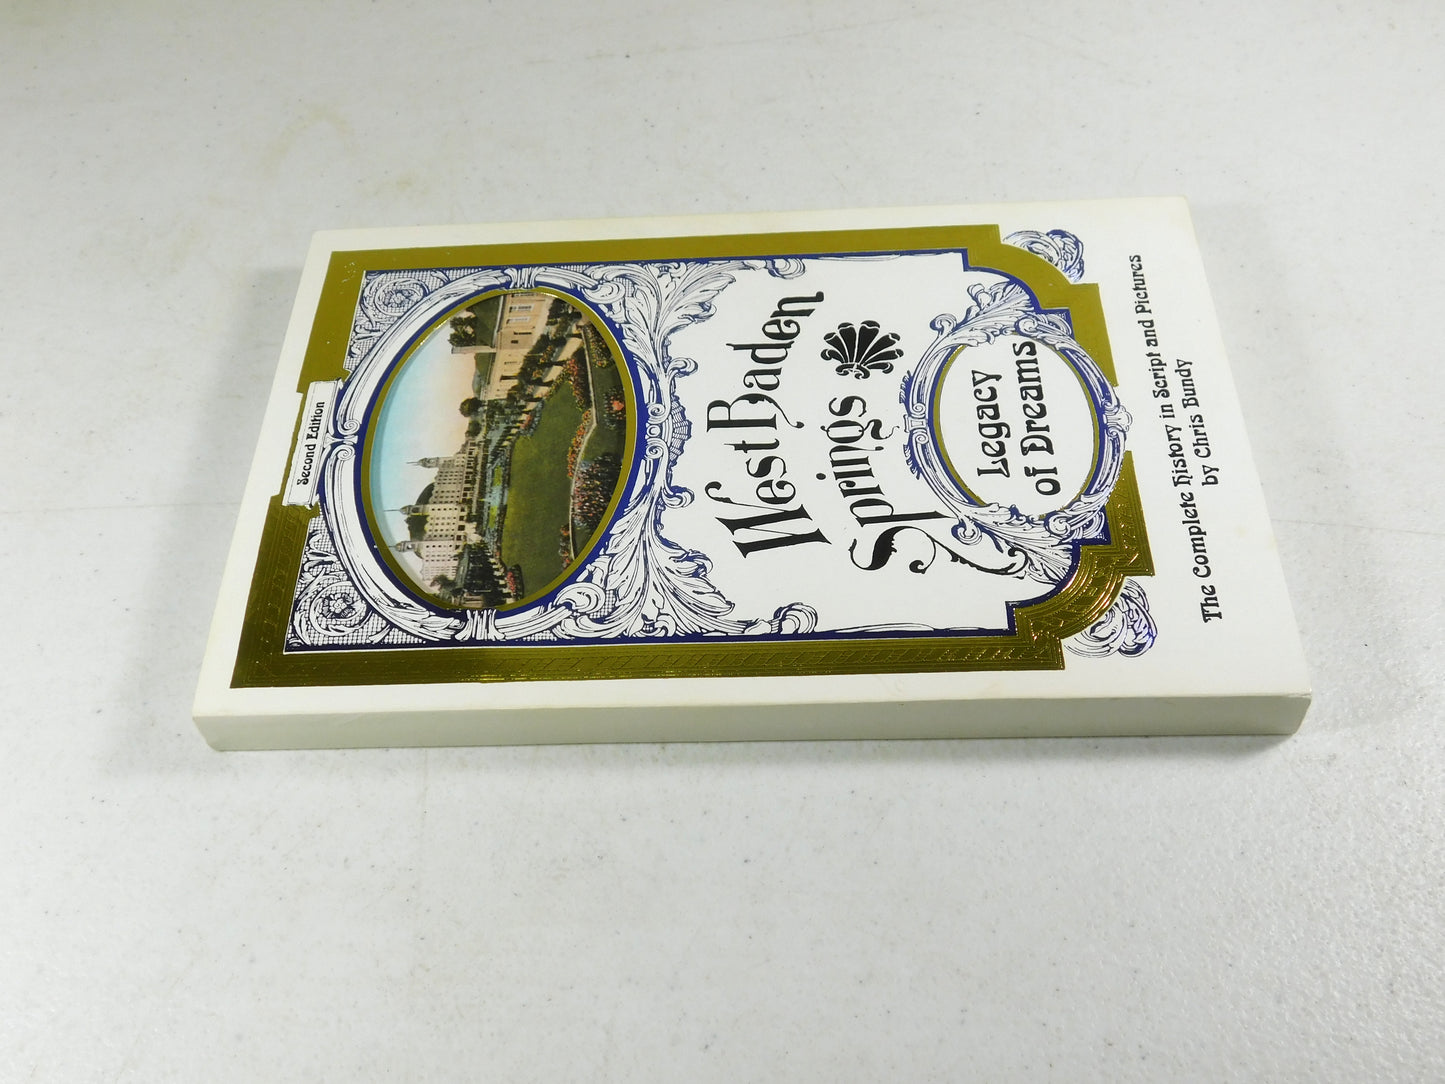 Second Edition
West Baden
Springs
Legacy
of Dreams
The Complete History in Script and Pictures
by Chris Bundy